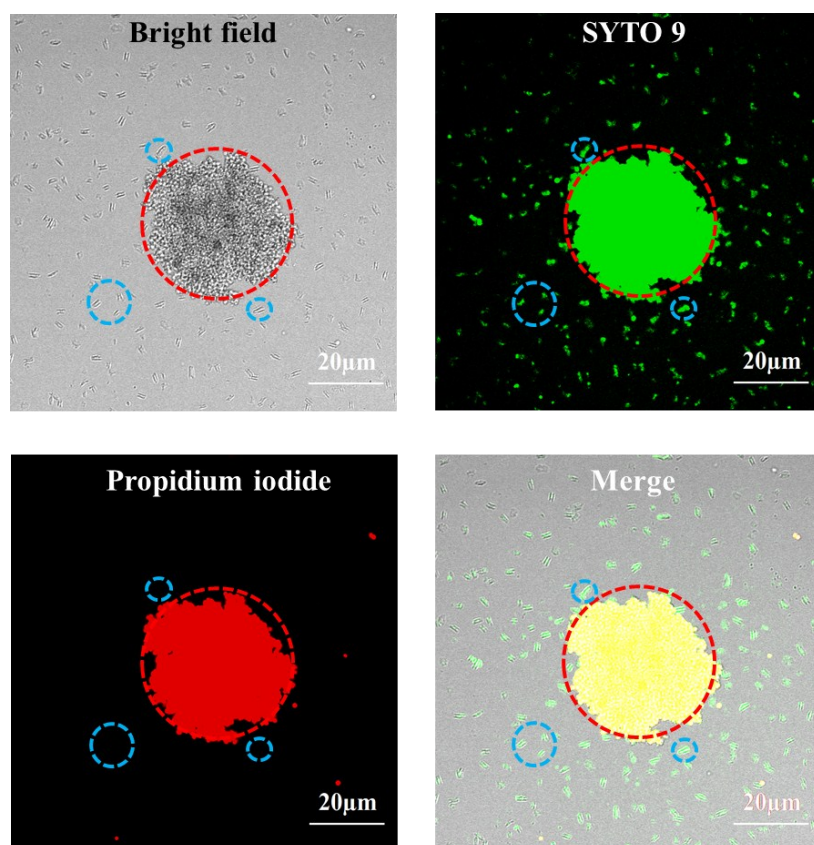 Bright field
20μm
SYTO 9
20μm
Propidium iodide
20μm
Merge
20μm